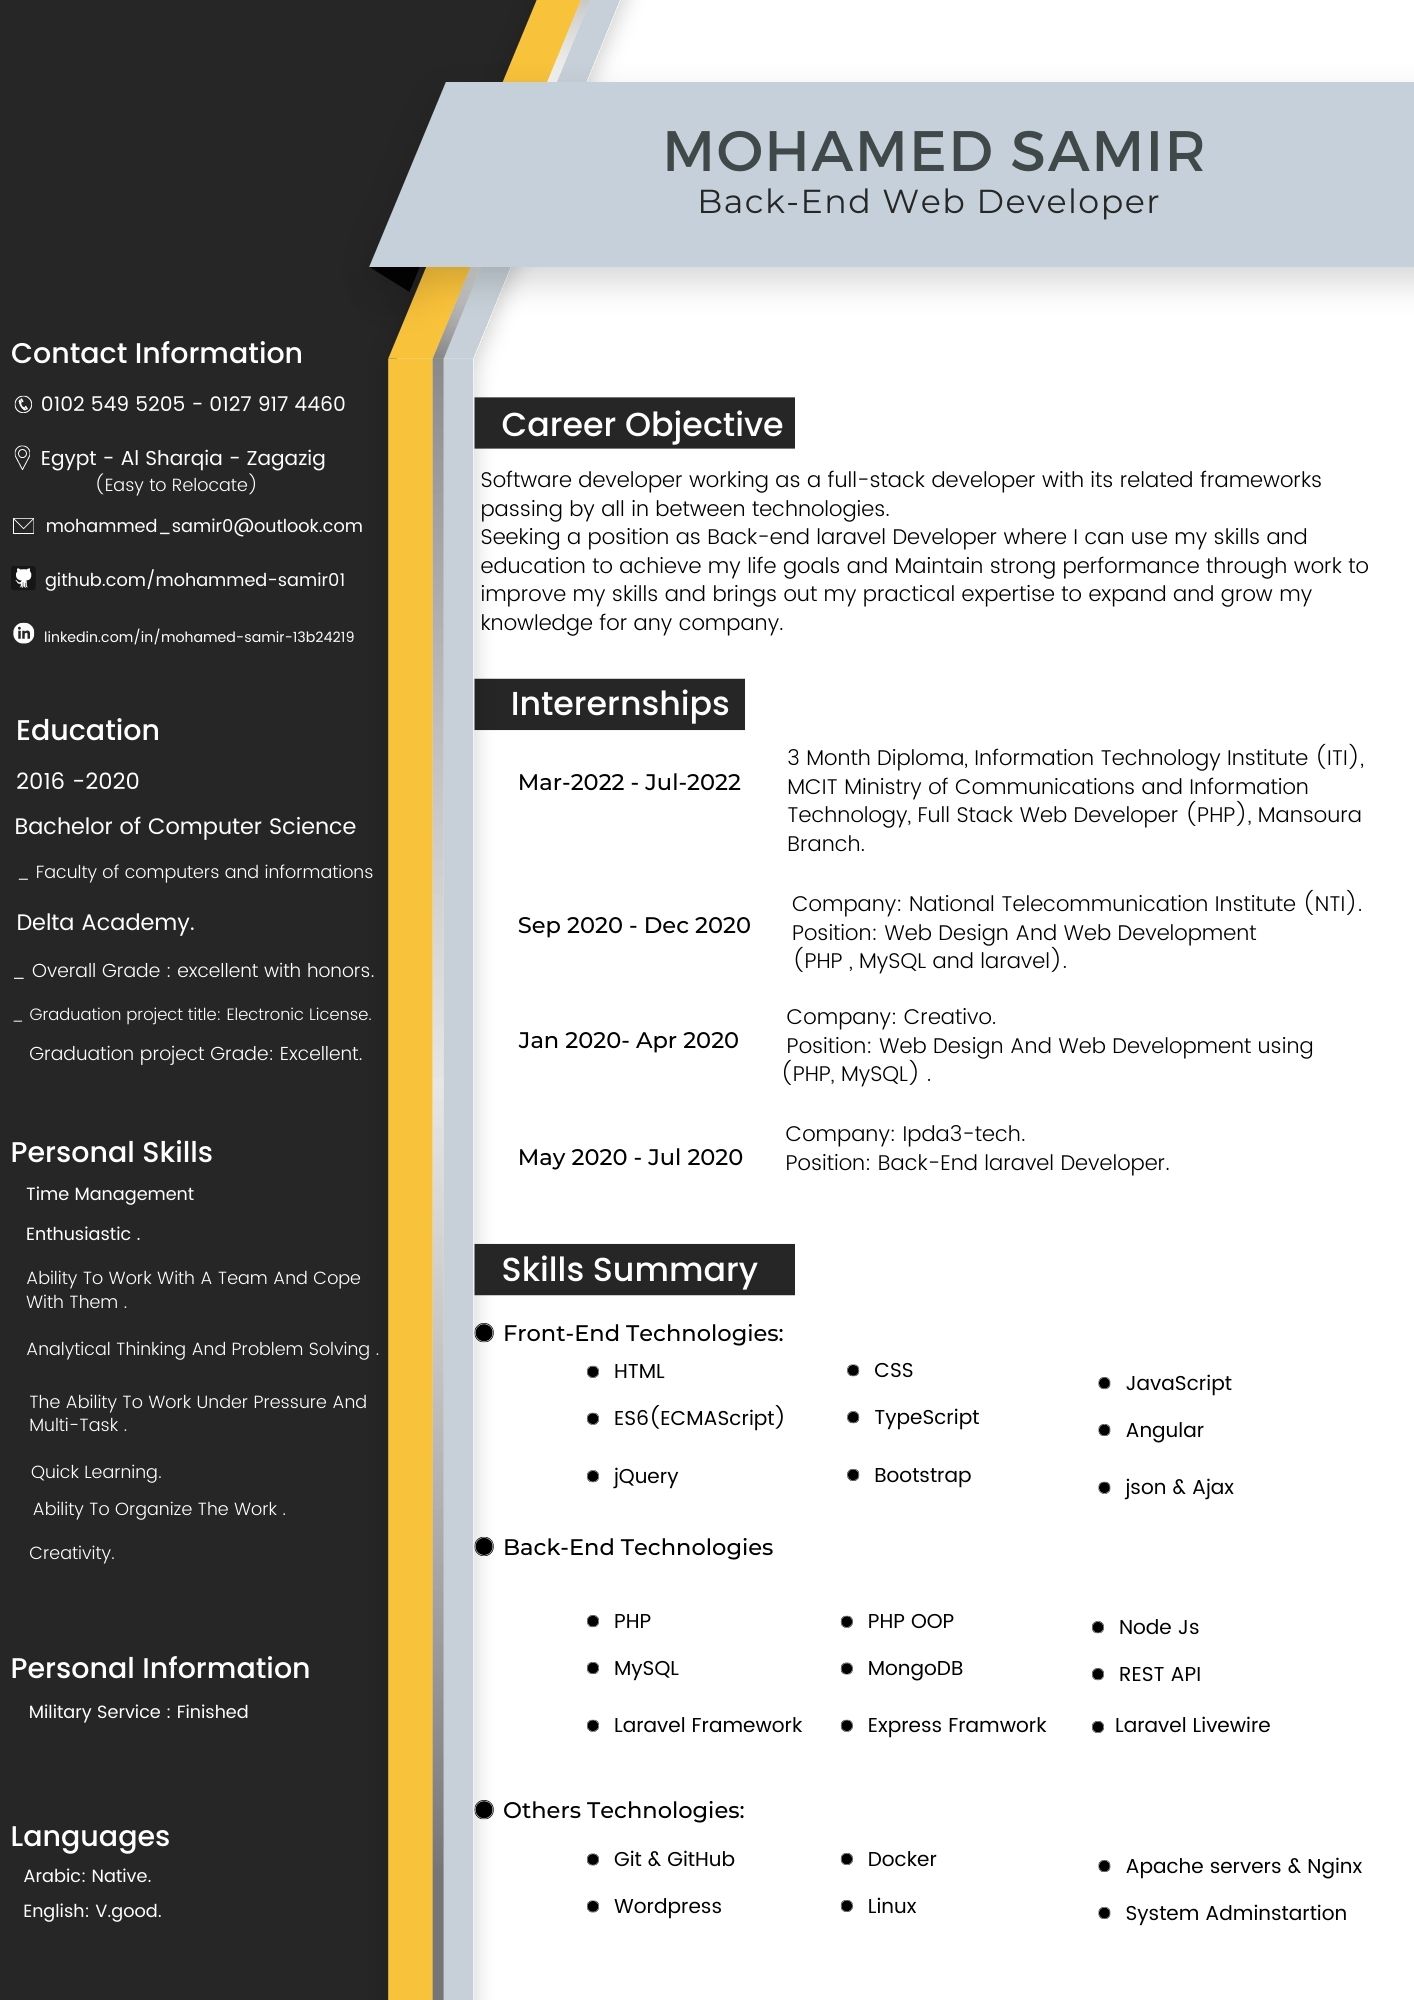 MOHAMED SAMIR
Back-End Web Developer
Contact Information
0102 549 5205 - 0127 917 4460
Egypt - Al Sharqia - Zagazig
(Easy to Relocate)
mohammed_samir0@outlook.com
github.com/mohammed-samir01
linkedin.com/in/mohamed-samir-13b24219
Education
2016 -2020
Bachelor of Computer Science
_ Faculty of computers and informations
Delta Academy.
_ Overall Grade : excellent with honors.
_ Graduation project title: Electronic License.
Graduation project Grade: Excellent.
Personal Skills
Time Management
Enthusiastic .
Ability To Work With A Team And Cope
With Them .
Analytical Thinking And Problem Solving .
The Ability To Work Under Pressure And
Multi-Task .
Quick Learning.
Ability To Organize The Work .
Creativity.
Personal Information
Military Service : Finished
Languages
Arabic: Native.
English: V.good.
Career Objective
Software developer working as a full-stack developer with its related frameworks
passing by all in between technologies.
Seeking a position as Back-end laravel Developer where I can use my skills and
education to achieve my life goals and Maintain strong performance through work to
improve my skills and brings out my practical expertise to expand and grow my
knowledge for any company.
Interernships
Mar-2022 - Jul-2022
3 Month Diploma, Information Technology Institute (ITI),
MCIT Ministry of Communications and Information
Technology, Full Stack Web Developer (PHP), Mansoura
Branch.
Sep 2020 - Dec 2020
Company: National Telecommunication Institute (NTI).
Position: Web Design And Web Development
(PHP , MySQL and laravel).
Jan 2020- Apr 2020
Company: Creativo.
Position: Web Design And Web Development using
(PHP, MySQL) .
May 2020 - Jul 2020
Company: Ipda3-tech.
Position: Back-End laravel Developer.
Skills Summary
Front-End Technologies:
HTML
CSS
JavaScript
ES6(ECMAScript)
TypeScript
Angular
jQuery
Bootstrap
json & Ajax
Back-End Technologies
PHP
PHP OOP
Node Js
MySQL
MongoDB
REST API
Laravel Framework
Express Framwork
Laravel Livewire
Others Technologies:
Git & GitHub
Docker
Apache servers & Nginx
Wordpress
Linux
System Adminstartion